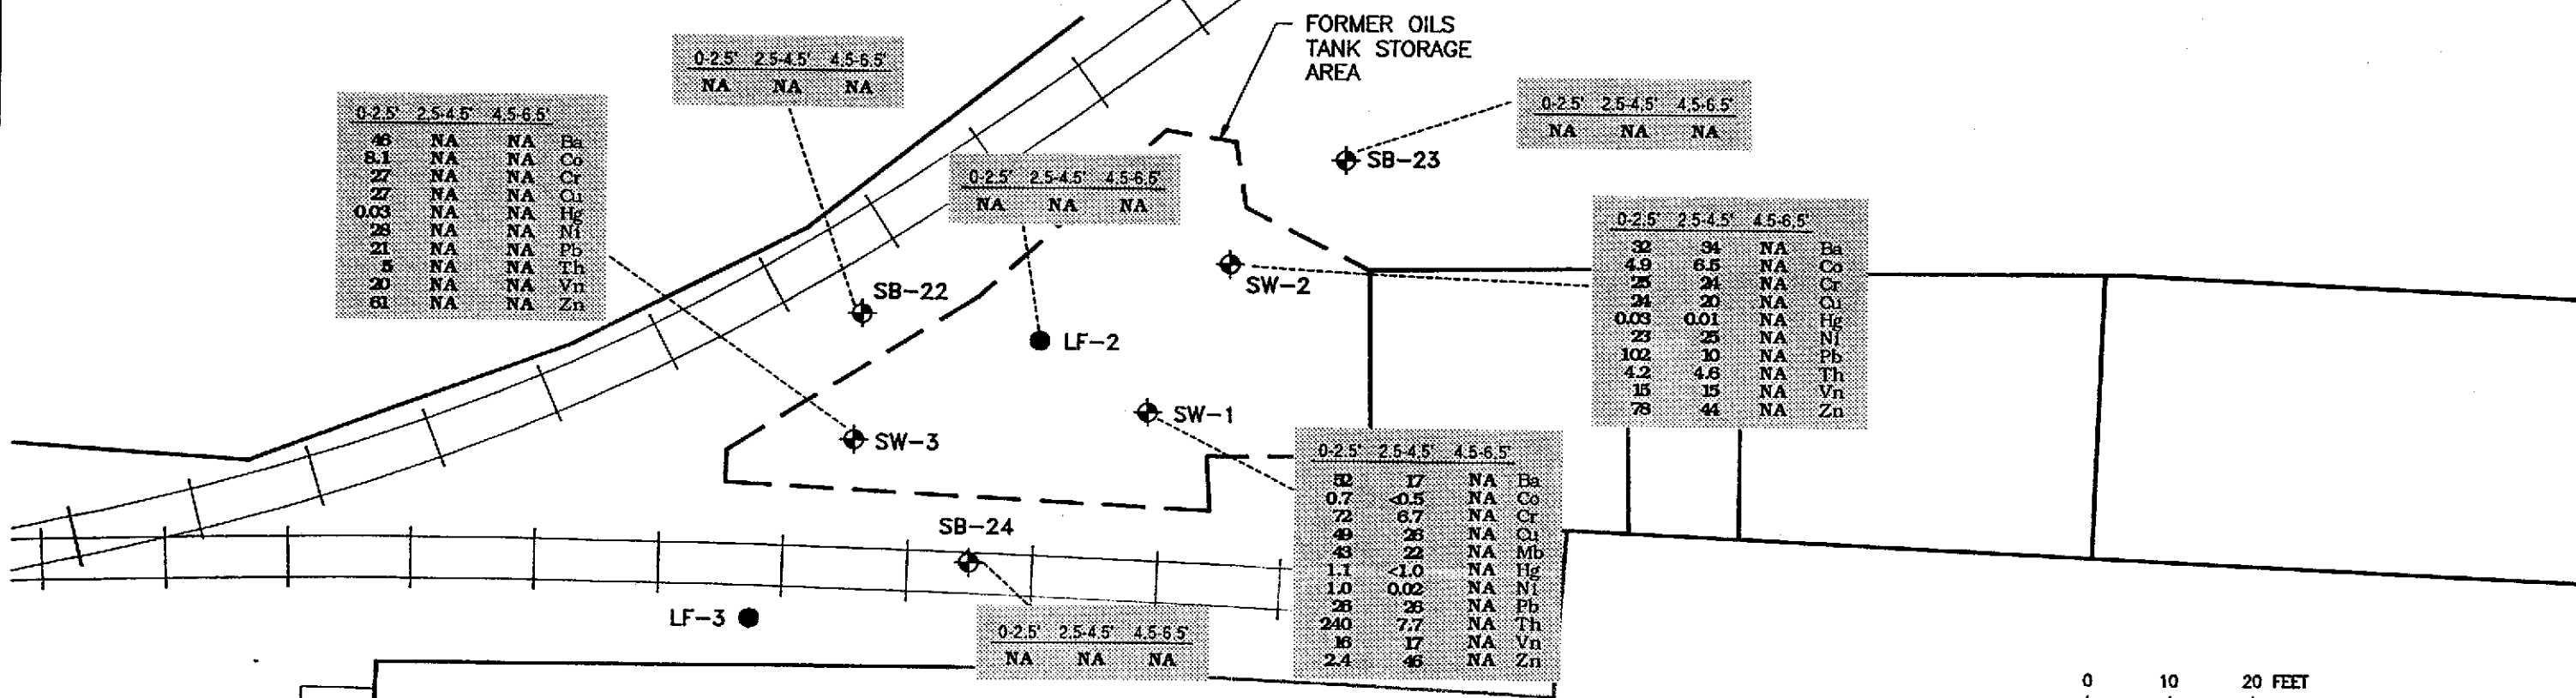 FORMER OILS
TANK STORAGE
AREA
0-2.5' 2.5-4.5' 4.5-6.5'
NA NA NA
0-2.5' 2.5-4.5' 4.5-6.5'
NA NA NA
0-2.5' 2.5-4.5' 4.5-6.5'
46 NA NA Ba
8.1 NA NA Co
27 NA NA Cr
27 NA NA Cu
0.03 NA NA Hg
28 NA NA Ni
21 NA NA Pb
5 NA NA Th
20 NA NA Vn
61 NA NA Zn
SB-23
0-2.5' 2.5-4.5' 4.5-6.5'
NA NA NA
0-2.5' 2.5-4.5' 4.5-6.5'
32 34 NA Ba
4.9 6.5 NA Co
25 24 NA Cr
24 20 NA Cu
0.03 0.01 NA Hg
23 25 NA Ni
102 10 NA Pb
4.2 4.6 NA Th
15 15 NA Vn
78 44 NA Zn
SW-2
SB-22
LF-2
SW-1
SW-3
0-2.5' 2.5-4.5' 4.5-6.5'
52 17 NA Ba
0.7 <0.5 NA Co
72 6.7 NA Cr
49 26 NA Cu
43 22 NA Mb
1.1 <1.0 NA Hg
1.0 0.02 NA Ni
26 26 NA Pb
240 7.7 NA Th
16 17 NA Vn
2.4 46 NA Zn
SB-24
LF-3
0-2.5' 2.5-4.5' 4.5-6.5'
NA NA NA
0 10 20 FEET